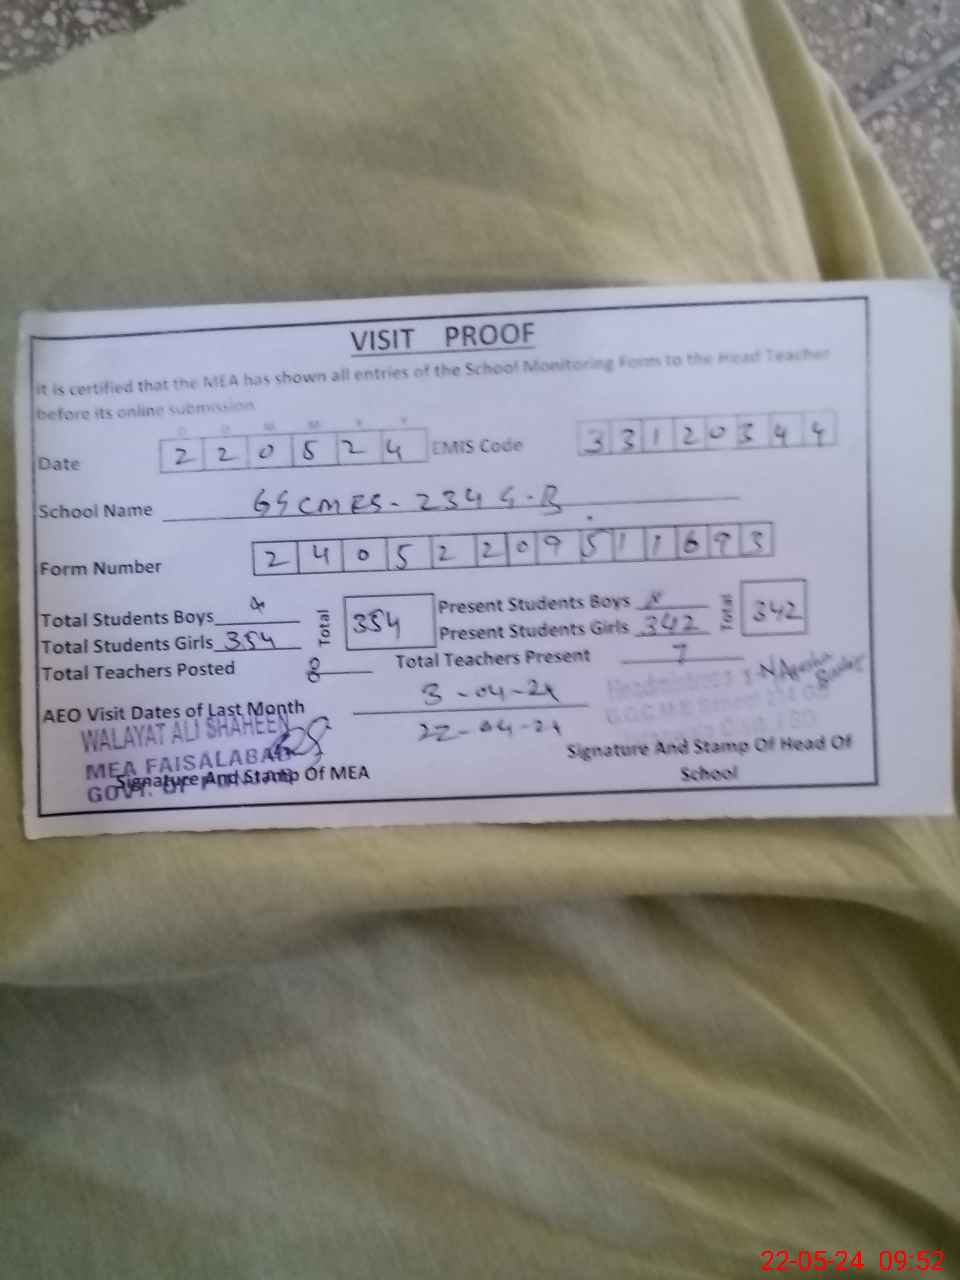 VISIT PROOF
It is certified that the MEA has shown all entries of the School Monitoring Form to the Head Teacher
before its online submission
D D M M Y Y
Date 2 2 0 5 2 4 EMIS Code 3 3 1 2 0 3 4 4
School Name GGCMES-234 G-B
Form Number 2 4 0 5 2 2 0 9 5 1 1 6 9 3
Total Students Boys Total 354 Present Students Boys Total 342
Total Students Girls 354 Present Students Girls 342
Total Teachers Posted 8 Total Teachers Present 7
AEO Visit Dates of Last Month 3-04-24
22-04-24
WALAYAT ALI SHAHEEN
MEA FAISALABAD
GOVT. OF PUNJAB
Signature And Stamp Of MEA
Headmistress
Signature And Stamp Of Head Of
School
22-05-24 09:52